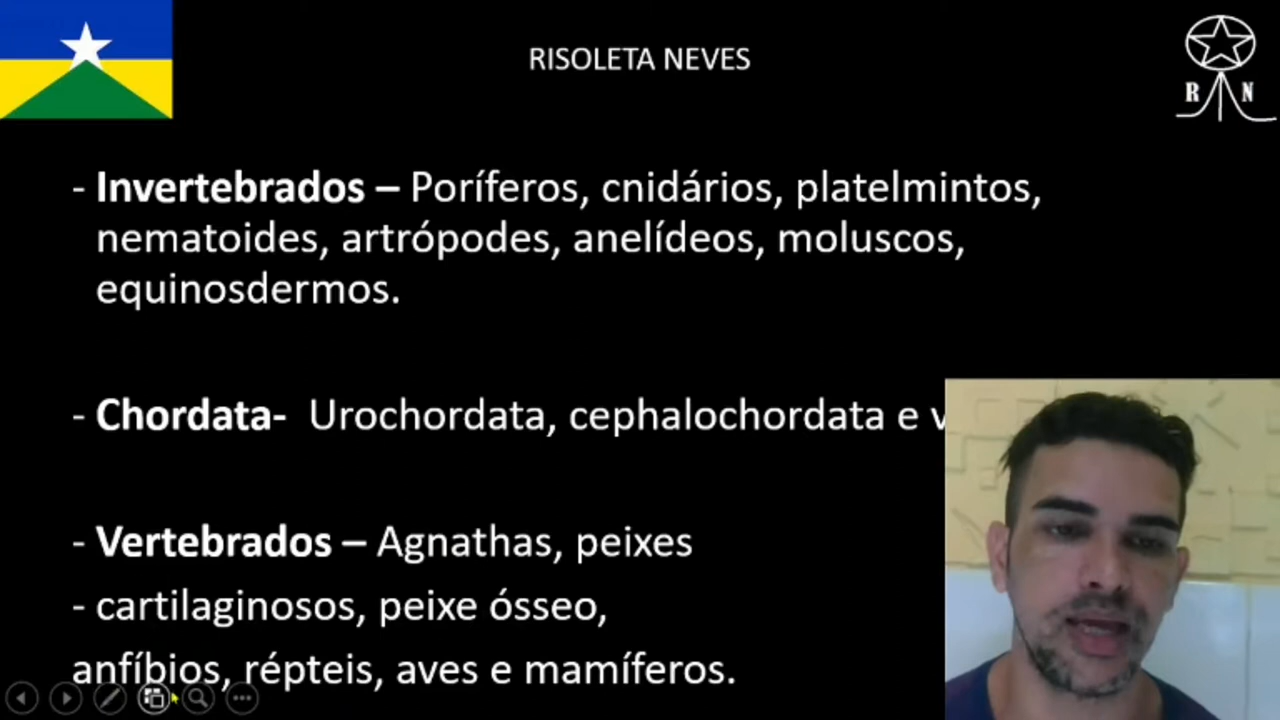 RISOLETA NEVES
R N
- Invertebrados – Poríferos, cnidários, platelmintos,
nematoides, artrópodes, anelídeos, moluscos,
equinosdermos.
- Chordata- Urochordata, cephalochordata e
- Vertebrados – Agnathas, peixes
- cartilaginosos, peixe ósseo,
anfíbios, répteis, aves e mamíferos.